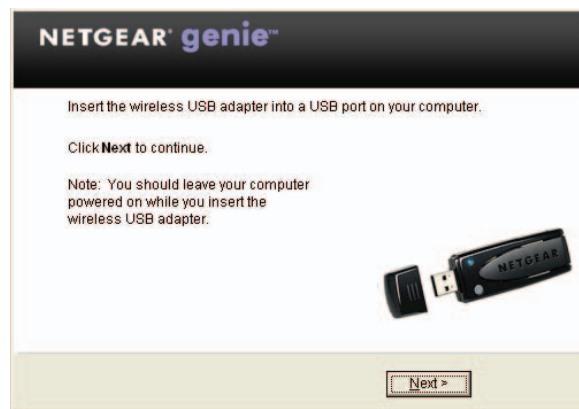 NETGEAR® genie™
Insert the wireless USB adapter into a USB port on your computer.
Click Next to continue.
Note: You should leave your computer
powered on while you insert the
wireless USB adapter.
NETGEAR
Next >